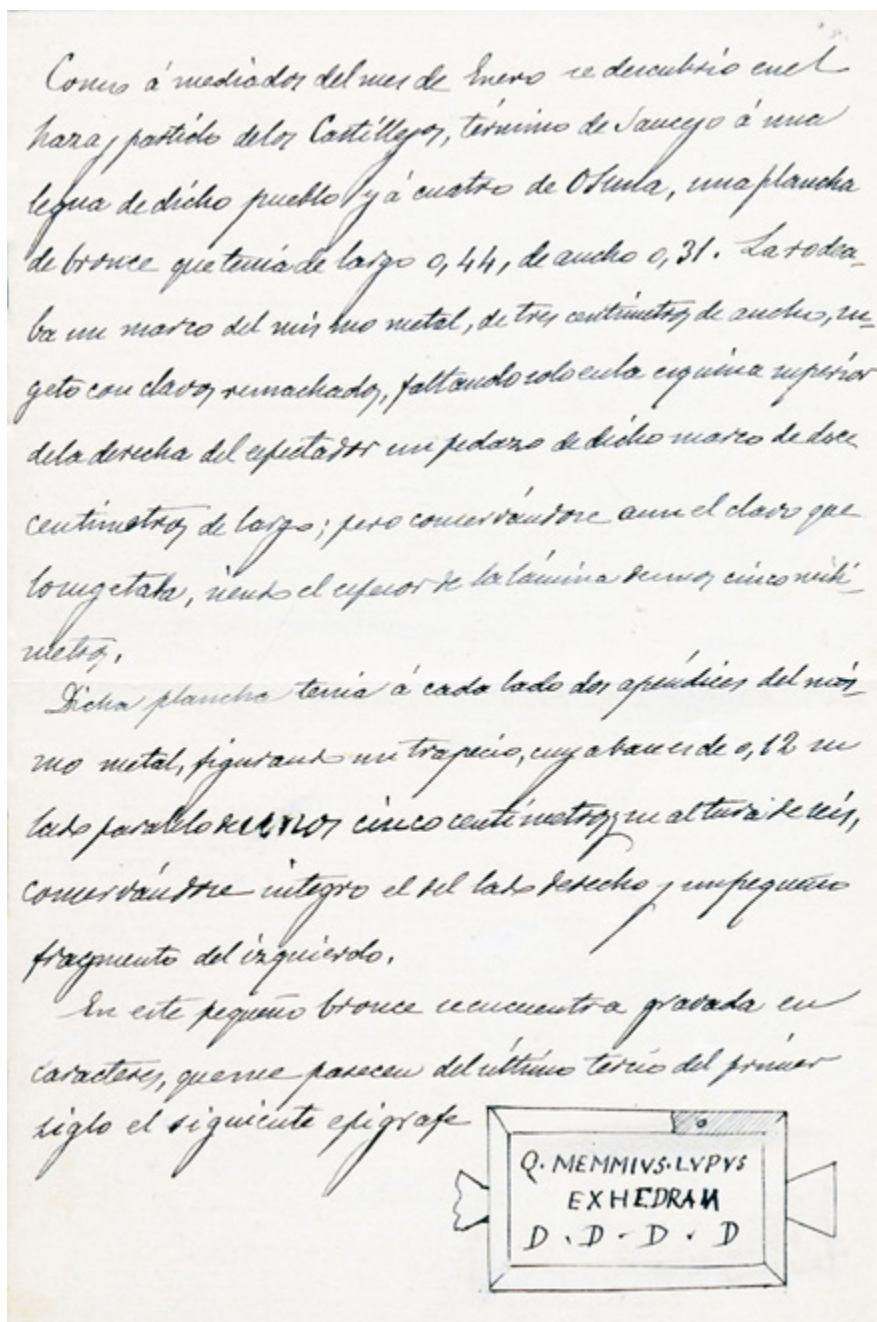 Como á mediados del mes de Enero se descubrió en el
haza y partido de los Castillejos, término de Saucejo á una
legua de dicho pueblo y á cuatro de Osuna, una plancha
de bronce que tenia de largo 0,44, de ancho 0,31. La rodea-
ba un marco del mismo metal, de tres centímetros de ancho, su-
geto con clavos remachados, faltando solo en la esquina superior
de la derecha del espectador un pedazo de dicho marco de doce
centímetros de largo; pero conservándose aun el clavo que
lo sugetaba, siendo el espesor de la lámina de unos cinco milí-
metros.
Dicha plancha tenia á cada lado dos apéndices del mis-
mo metal, figurando un trapecio, cuya base es de 0,12 su
lado paralelo de unos cinco centímetros y su altura de seis,
conservándose integro el del lado derecho y un pequeño
fragmento del izquierdo.
En este pequeño bronce se encuentra gravada en
caracteres, que me parecen del último tercio del primer
siglo el siguiente epigrafe
Q. MEMMIVS. LVPVS
EXHEDRAM
D . D . D . D